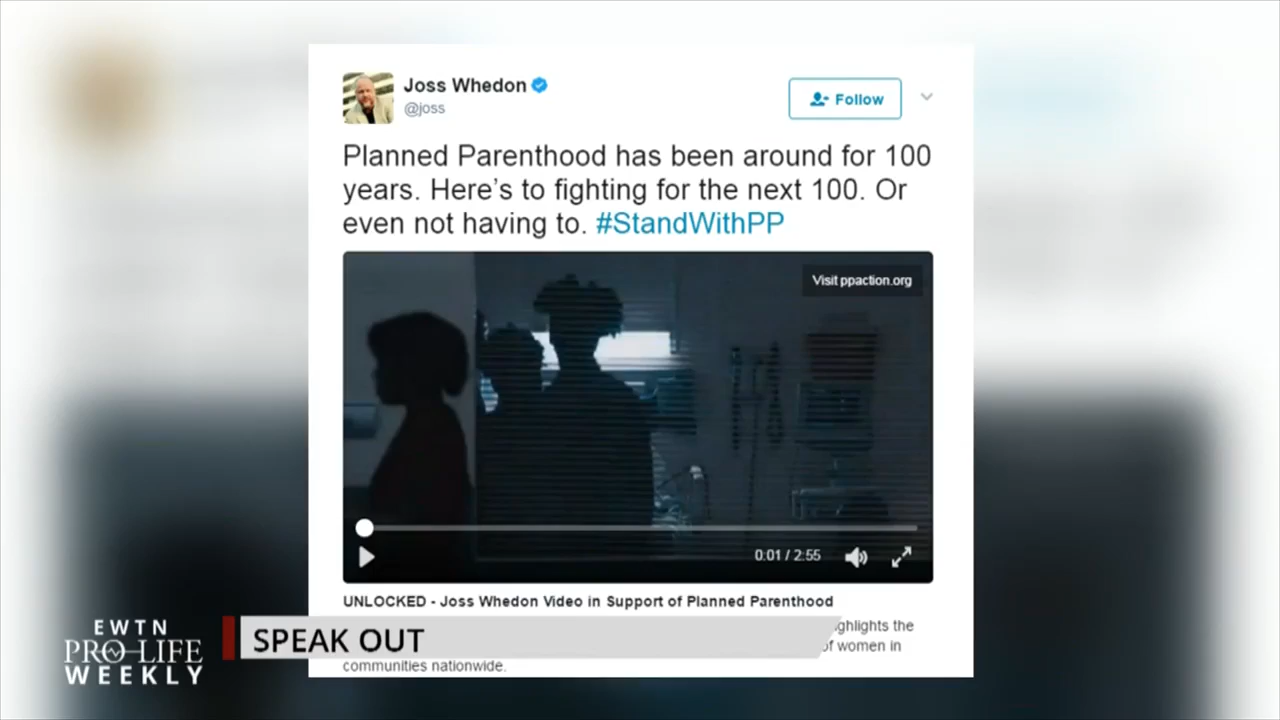 Joss Whedon
@joss
Follow
Planned Parenthood has been around for 100
years. Here's to fighting for the next 100. Or
even not having to. #StandWithPP
Visit ppaction.org
0:01 / 2:55
UNLOCKED - Joss Whedon Video in Support of Planned Parenthood
ghlights the
of women in
communities nationwide.
EWTN
PRO-LIFE
WEEKLY
SPEAK OUT